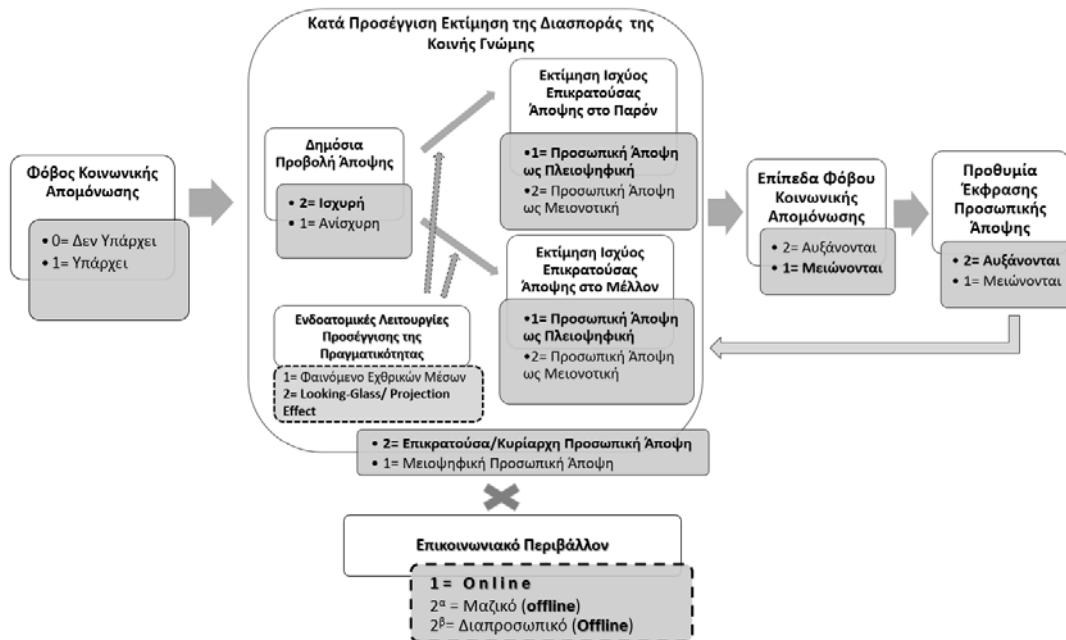 Κατά Προσέγγιση Εκτίμηση της Διασποράς της
Κοινής Γνώμης
Φόβος Κοινωνικής
Απομόνωσης
• 0= Δεν Υπάρχει
• 1= Υπάρχει
Δημόσια
Προβολή Άποψης
• 2= Ισχυρή
• 1= Ανίσχυρη
Ενδοατομικές Λειτουργίες
Προσέγγισης της
Πραγματικότητας
1= Φαινόμενο Εχθρικών Μέσων
2= Looking-Glass/ Projection
Effect
Εκτίμηση Ισχύος
Επικρατούσας
Άποψης στο Παρόν
•1= Προσωπική Άποψη
ως Πλειοψηφική
•2= Προσωπική Άποψη
ως Μειονοτική
Εκτίμηση Ισχύος
Επικρατούσας
Άποψης στο Μέλλον
•1= Προσωπική Άποψη
ως Πλειοψηφική
•2= Προσωπική Άποψη
ως Μειονοτική
• 2= Επικρατούσα/Κυρίαρχη Προσωπική Άποψη
• 1= Μειοψηφική Προσωπική Άποψη
Επίπεδα Φόβου
Κοινωνικής
Απομόνωσης
• 2= Αυξάνονται
• 1= Μειώνονται
Προθυμία
Έκφρασης
Προσωπικής
Άποψης
• 2= Αυξάνονται
• 1= Μειώνονται
Επικοινωνιακό Περιβάλλον
1 = Online
2ᵅ = Μαζικό (offline)
2ᵝ= Διαπροσωπικό (Offline)